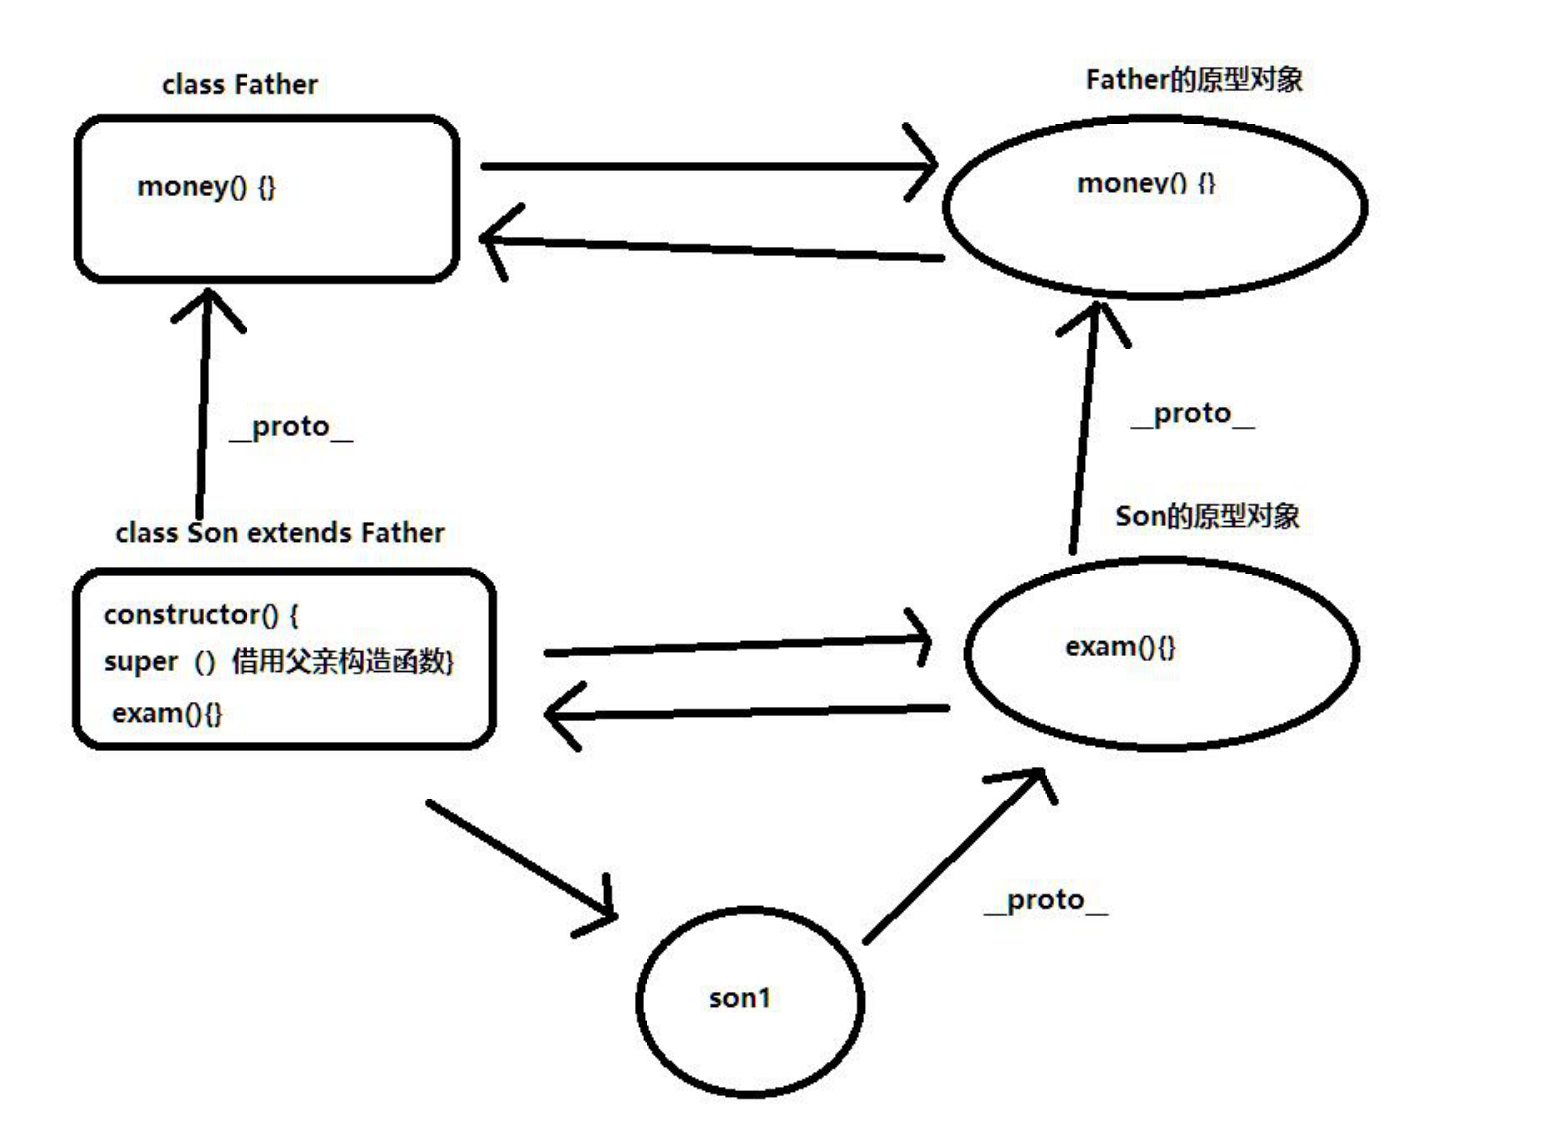 class Father
Father的原型对象
money() {}
money() {}
__proto__
__proto__
class Son extends Father
Son的原型对象
constructor() {
super （）借用父亲构造函数}
exam(){}
exam(){}
__proto__
son1